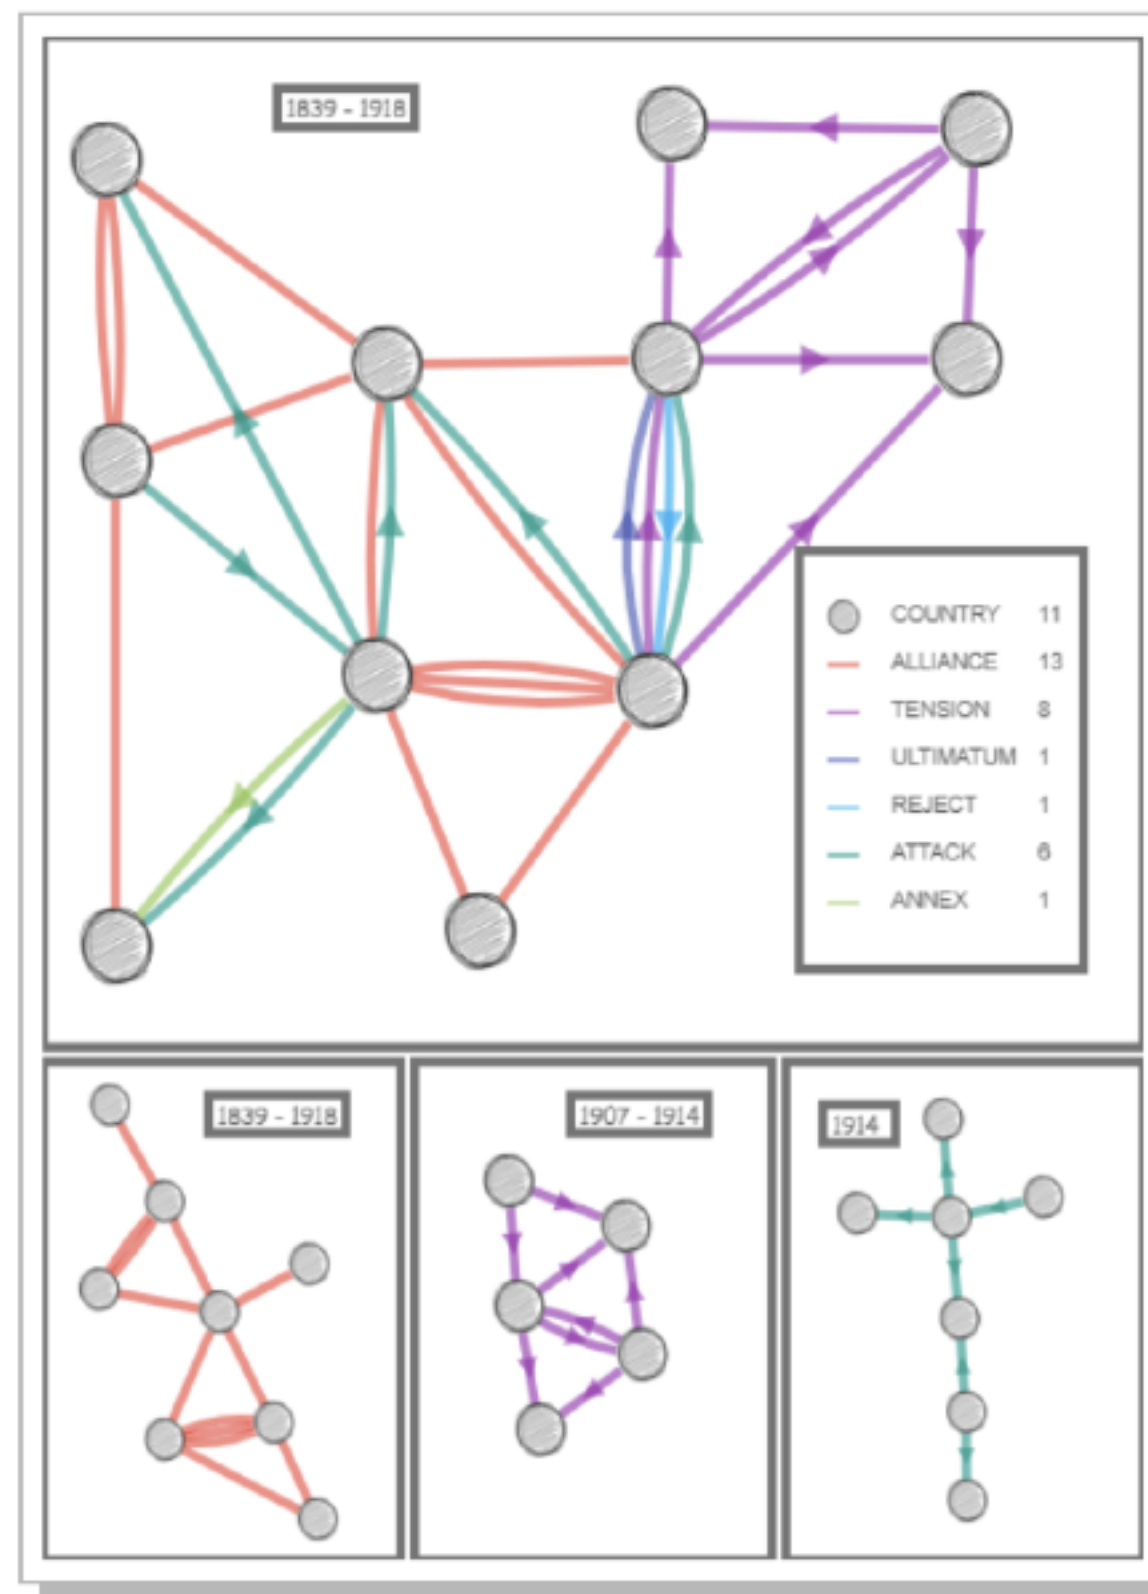 1839 - 1918
COUNTRY 11
ALLIANCE 13
TENSION 8
ULTIMATUM 1
REJECT 1
ATTACK 6
ANNEX 1
1839 - 1918
1907 - 1914
1914